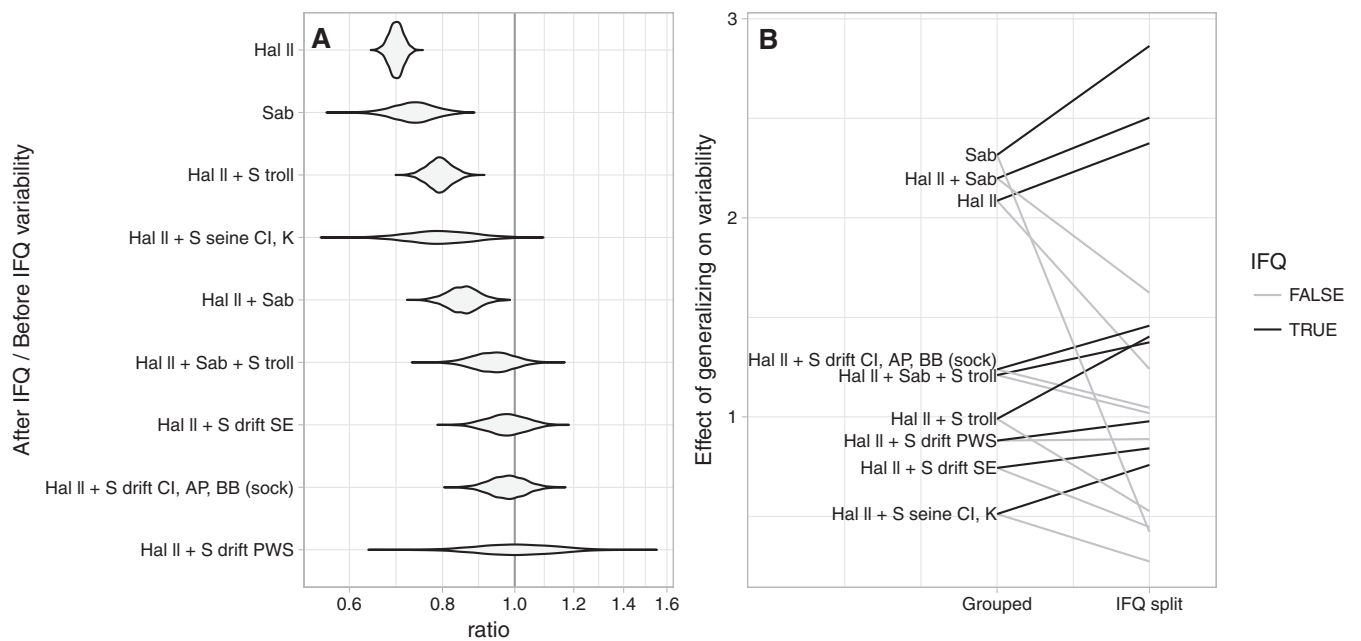 A
After IFQ / Before IFQ variability
Hal ll
Sab
Hal ll + S troll
Hal ll + S seine CI, K
Hal ll + Sab
Hal ll + Sab + S troll
Hal ll + S drift SE
Hal ll + S drift CI, AP, BB (sock)
Hal ll + S drift PWS
0.6 0.8 1.0 1.2 1.4 1.6
ratio
B
Effect of generalizing on variability
3
2
1
Sab
Hal ll + Sab
Hal ll
Hal ll + S drift CI, AP, BB (sock)
Hal ll + Sab + S troll
Hal ll + S troll
Hal ll + S drift PWS
Hal ll + S drift SE
Hal ll + S seine CI, K
Grouped IFQ split
IFQ
FALSE
TRUE